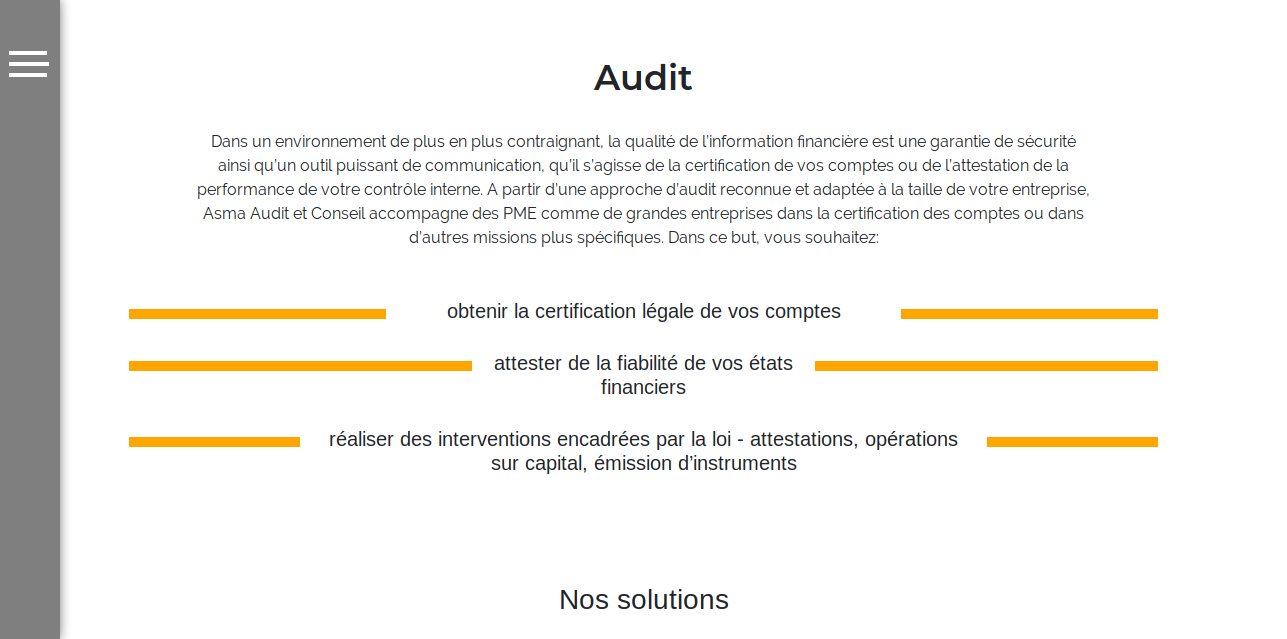 Audit
Dans un environnement de plus en plus contraignant, la qualité de l’information financière est une garantie de sécurité
ainsi qu’un outil puissant de communication, qu’il s’agisse de la certification de vos comptes ou de l’attestation de la
performance de votre contrôle interne. A partir d’une approche d’audit reconnue et adaptée à la taille de votre entreprise,
Asma Audit et Conseil accompagne des PME comme de grandes entreprises dans la certification des comptes ou dans
d’autres missions plus spécifiques. Dans ce but, vous souhaitez:
obtenir la certification légale de vos comptes
attester de la fiabilité de vos états
financiers
réaliser des interventions encadrées par la loi - attestations, opérations
sur capital, émission d’instruments
Nos solutions